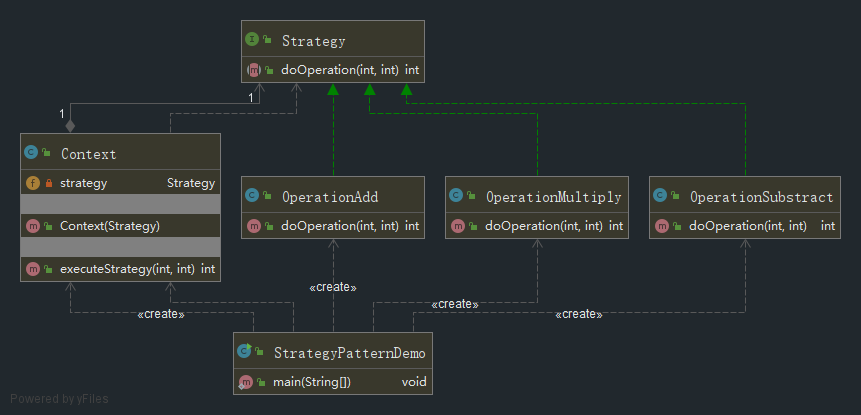 Strategy
doOperation(int, int) int
1
1
Context
strategy Strategy
Context(Strategy)
executeStrategy(int, int) int
OperationAdd
doOperation(int, int) int
OperationMultiply
doOperation(int, int) int
OperationSubstract
doOperation(int, int) int
«create»
«create»
«create»
«create»
StrategyPatternDemo
main(String[]) void
Powered by yFiles